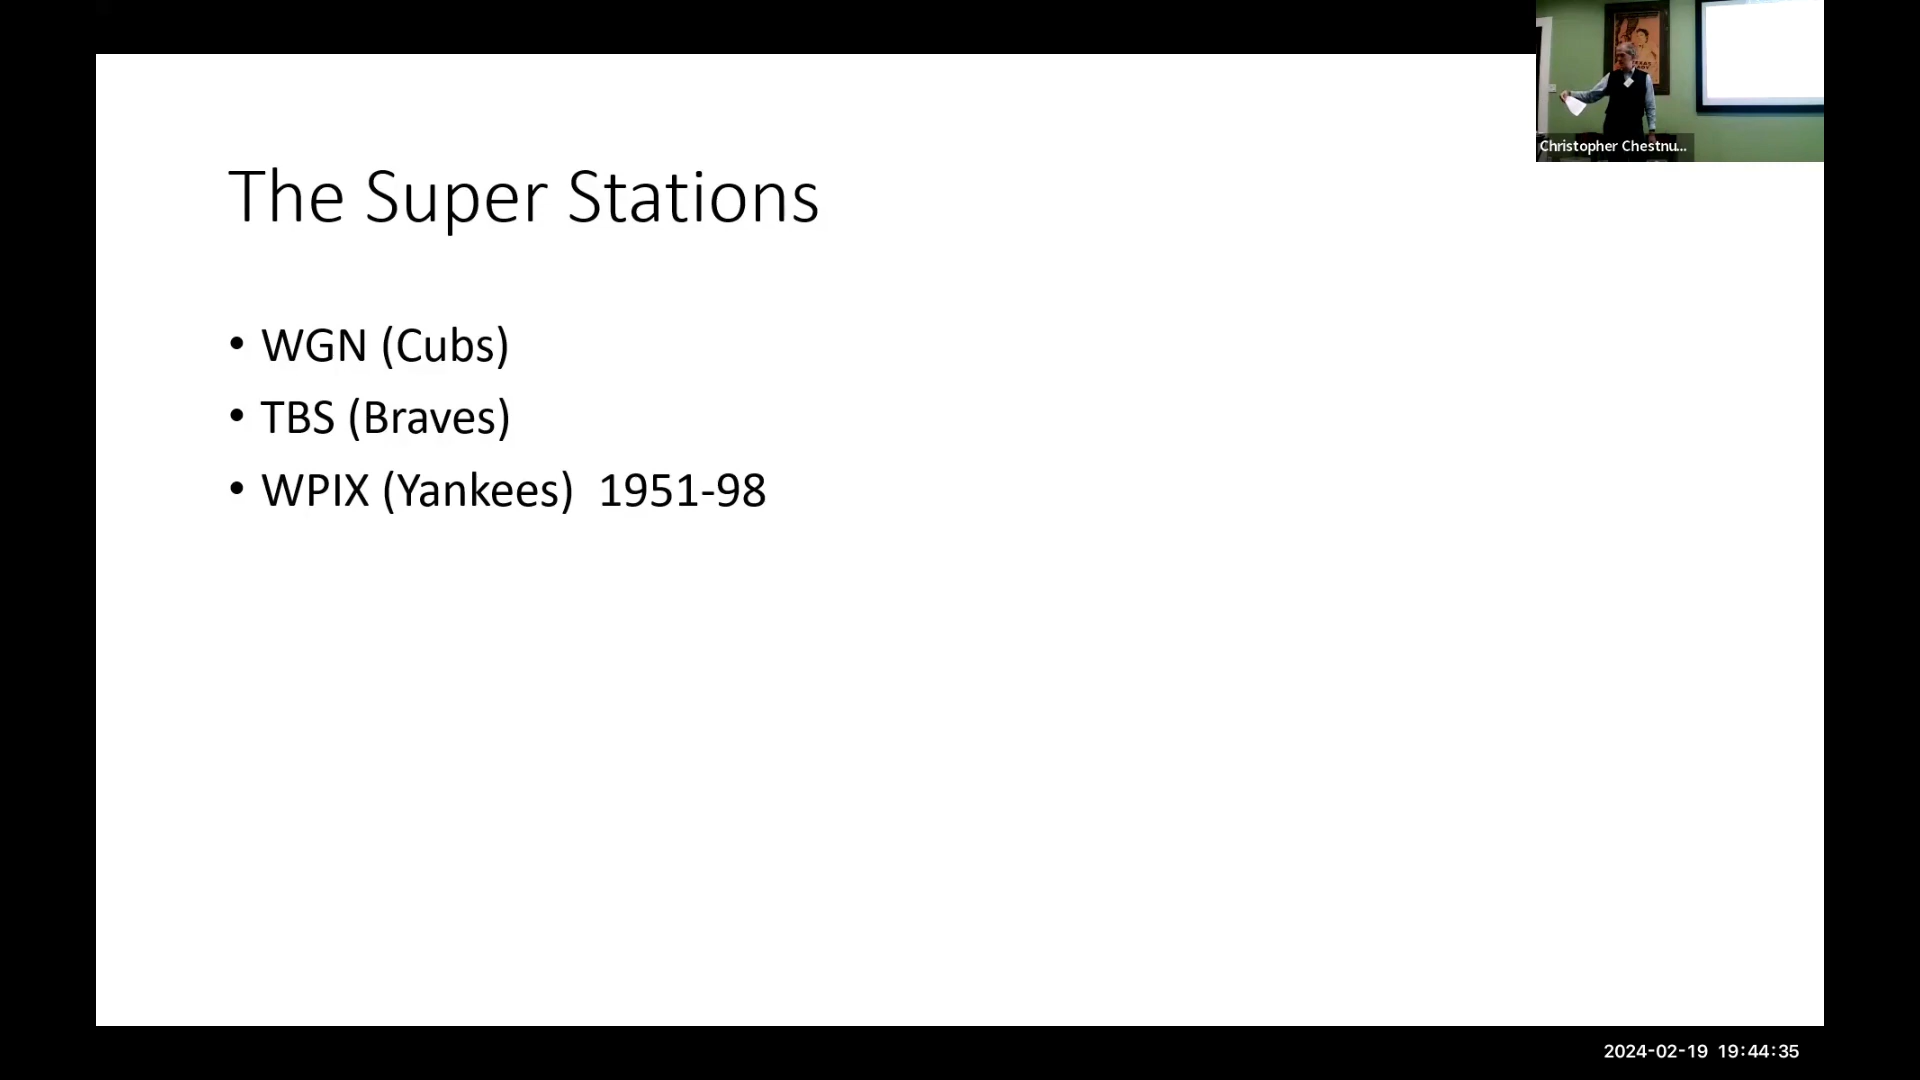 The Super Stations
• WGN (Cubs)
• TBS (Braves)
• WPIX (Yankees) 1951-98
Christopher Chestnu...
2024-02-19 19:44:35